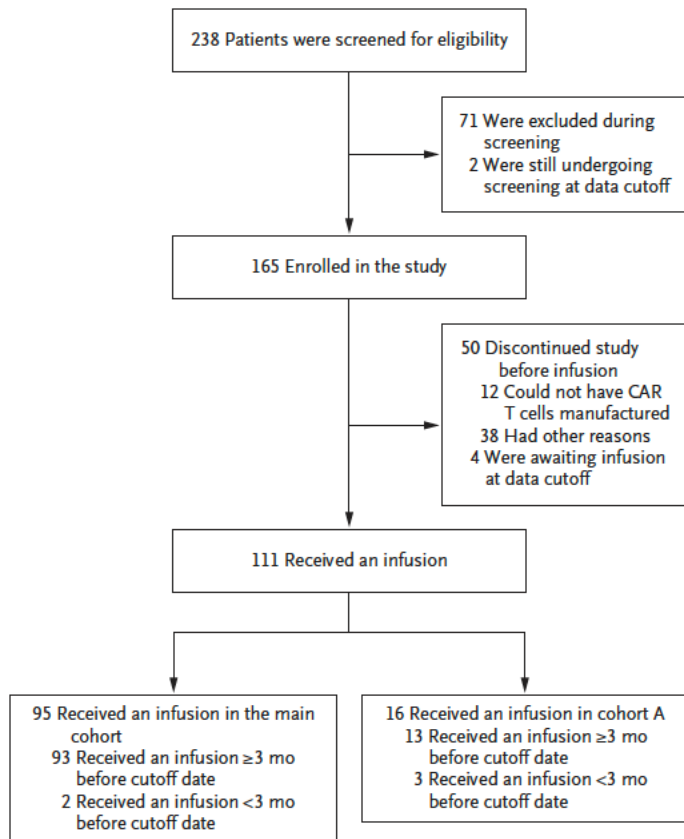 238 Patients were screened for eligibility
71 Were excluded during
screening
2 Were still undergoing
screening at data cutoff
165 Enrolled in the study
50 Discontinued study
before infusion
12 Could not have CAR
T cells manufactured
38 Had other reasons
4 Were awaiting infusion
at data cutoff
111 Received an infusion
95 Received an infusion in the main
cohort
93 Received an infusion ≥3 mo
before cutoff date
2 Received an infusion <3 mo
before cutoff date
16 Received an infusion in cohort A
13 Received an infusion ≥3 mo
before cutoff date
3 Received an infusion <3 mo
before cutoff date